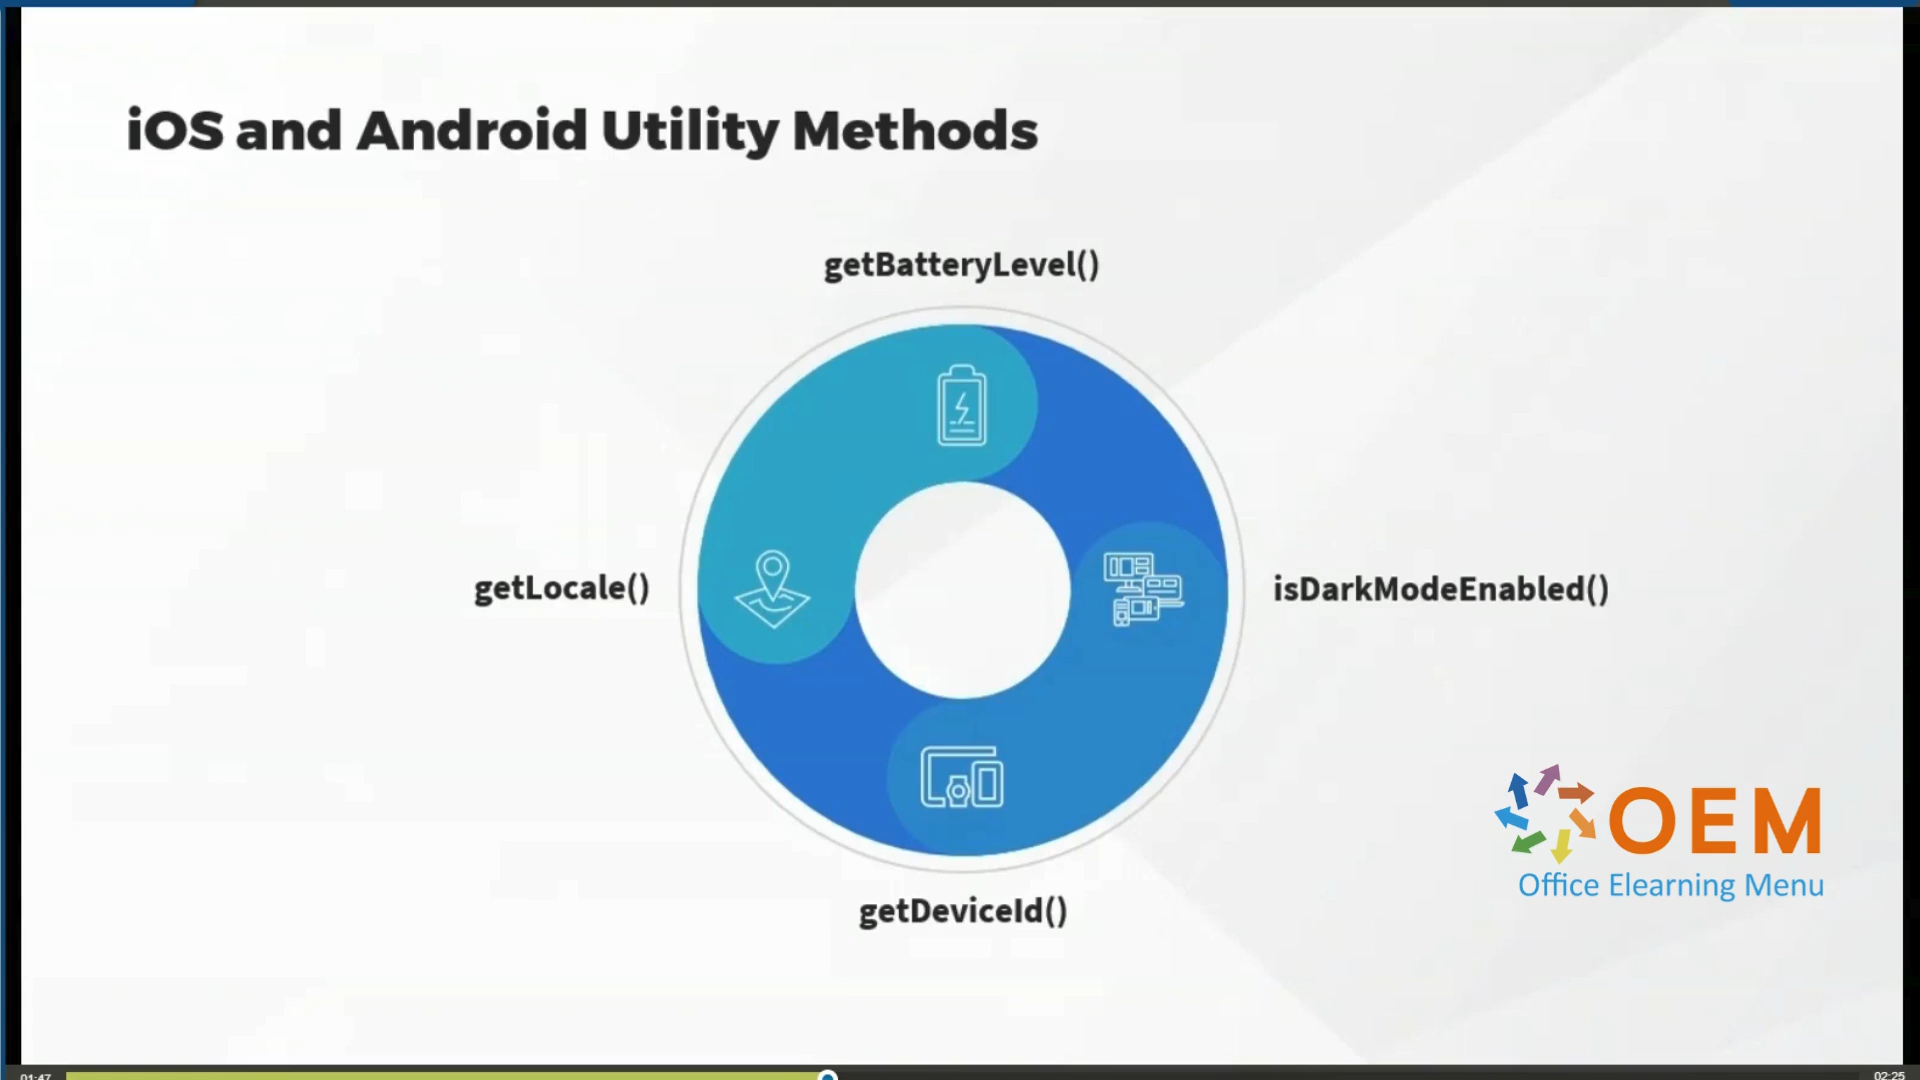 iOS and Android Utility Methods
getBatteryLevel()
getLocale()
isDarkModeEnabled()
OEM
Office Elearning Menu
getDeviceId()
01:47
02:25